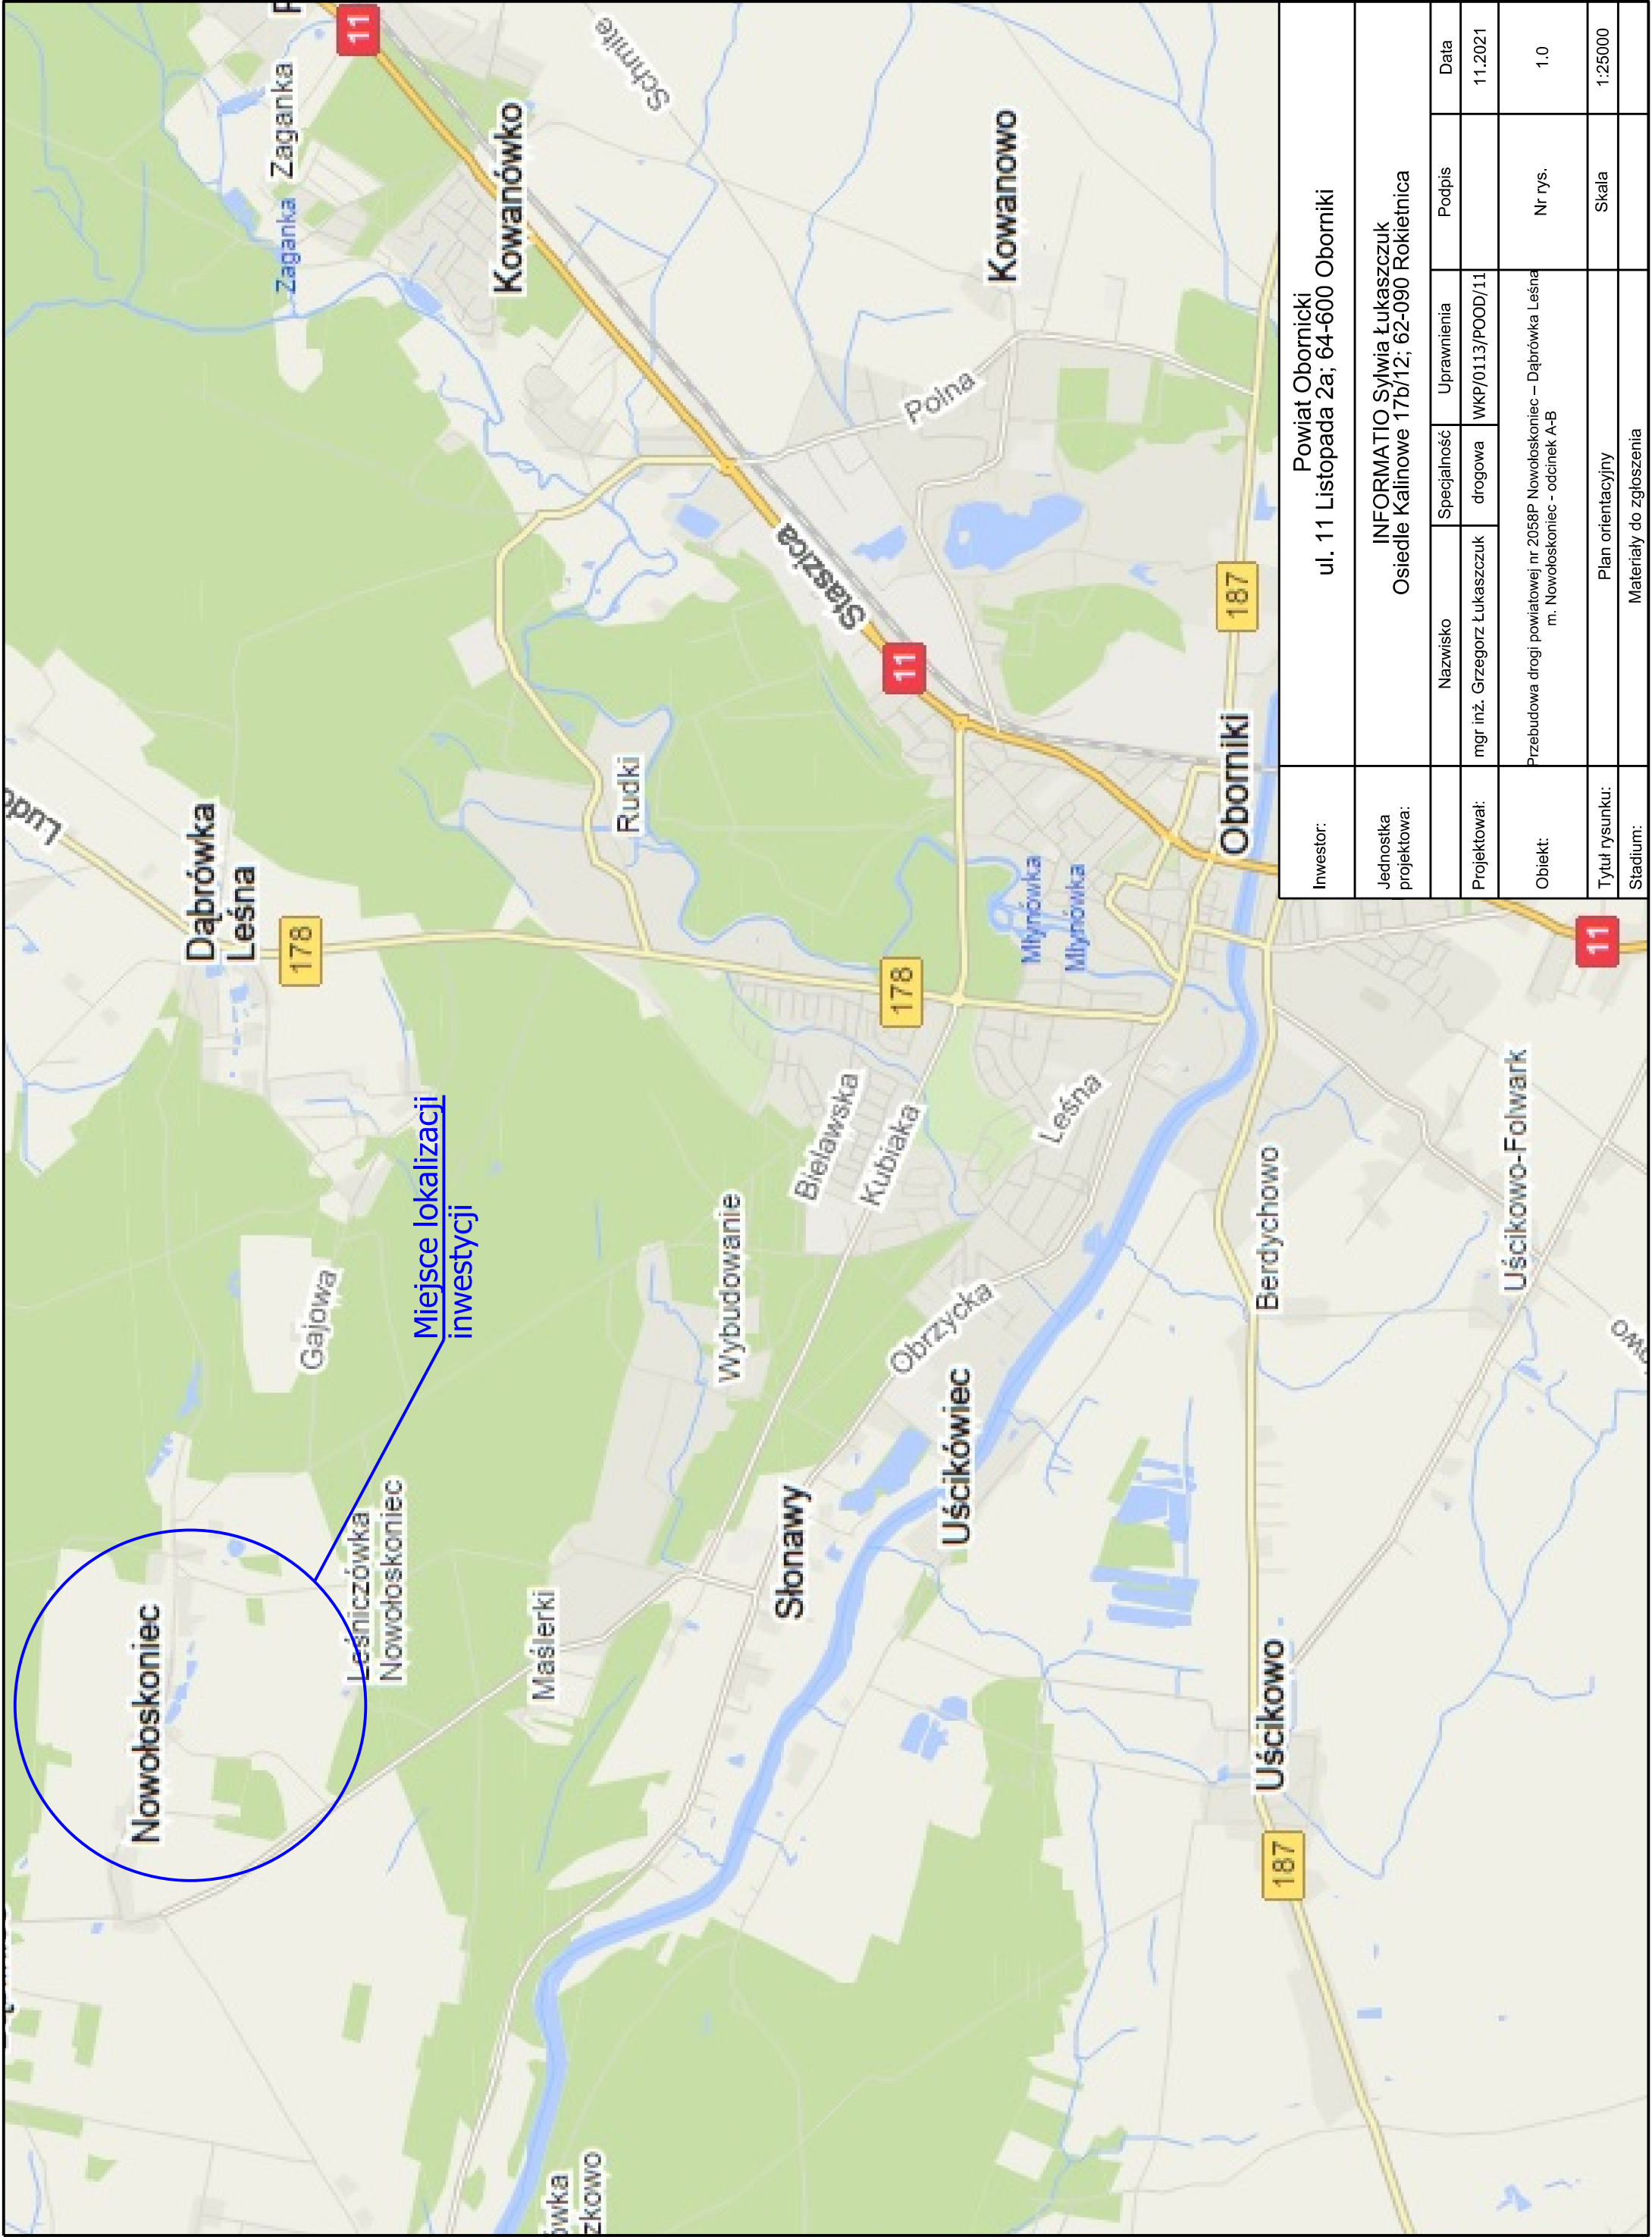 Nowołoskoniec
Miejsce lokalizacji
inwestycji
Leśniczówka
Nowołoskoniec
Gajowa
Dąbrówka
Leśna
178
Zaganka
Zaganka
11
Kowanówko
Schmite
Maślerki
Wybudowanie
Rudki
Słonawy
Bielawska
Kubiaka
178
Staszica
11
Polna
Kowanowo
Uścikówiec
Obrzycka
Leśna
Młynówka
Młynówka
Oborniki
187
Uścikowo
Berdychowo
187
Uścikowo-Folwark
11
Inwestor:
Powiat Obornicki
ul. 11 Listopada 2a; 64-600 Oborniki
Jednostka
projektowa:
INFORMATIO Sylwia Łukaszczuk
Osiedle Kalinowe 17b/12; 62-090 Rokietnica
Nazwisko Specjalność Uprawnienia Podpis Data
Projektował: mgr inż. Grzegorz Łukaszczuk drogowa WKP/0113/POOD/11 11.2021
Obiekt: Przebudowa drogi powiatowej nr 2058P Nowołoskoniec – Dąbrówka Leśna
m. Nowołoskoniec - odcinek A-B
Nr rys. 1.0
Tytuł rysunku: Plan orientacyjny Skala 1:25000
Stadium: Materiały do zgłoszenia